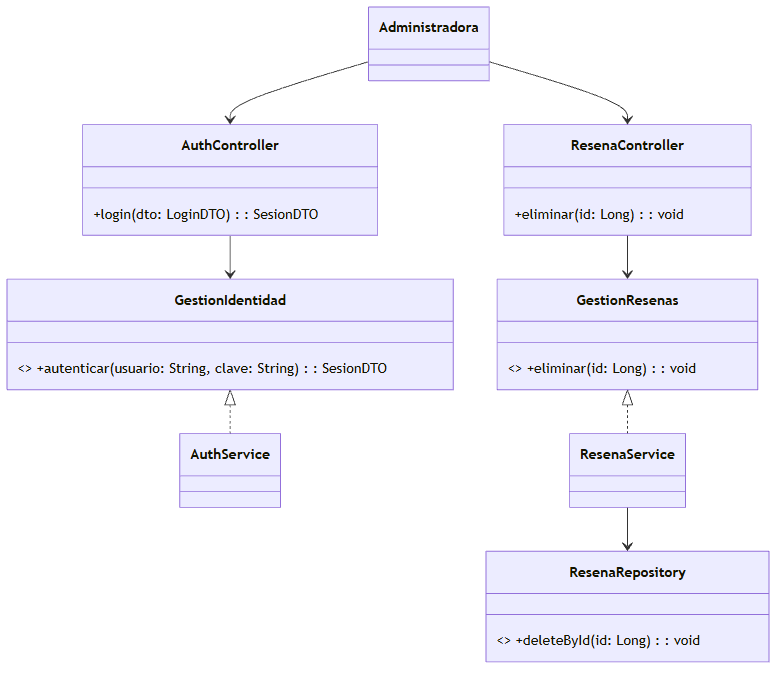 Administradora
AuthController
+login(dto: LoginDTO) : : SesionDTO
ResenaController
+eliminar(id: Long) : : void
GestionIdentidad
<> +autenticar(usuario: String, clave: String) : : SesionDTO
GestionResenas
<> +eliminar(id: Long) : : void
AuthService
ResenaService
ResenaRepository
<> +deleteById(id: Long) : : void